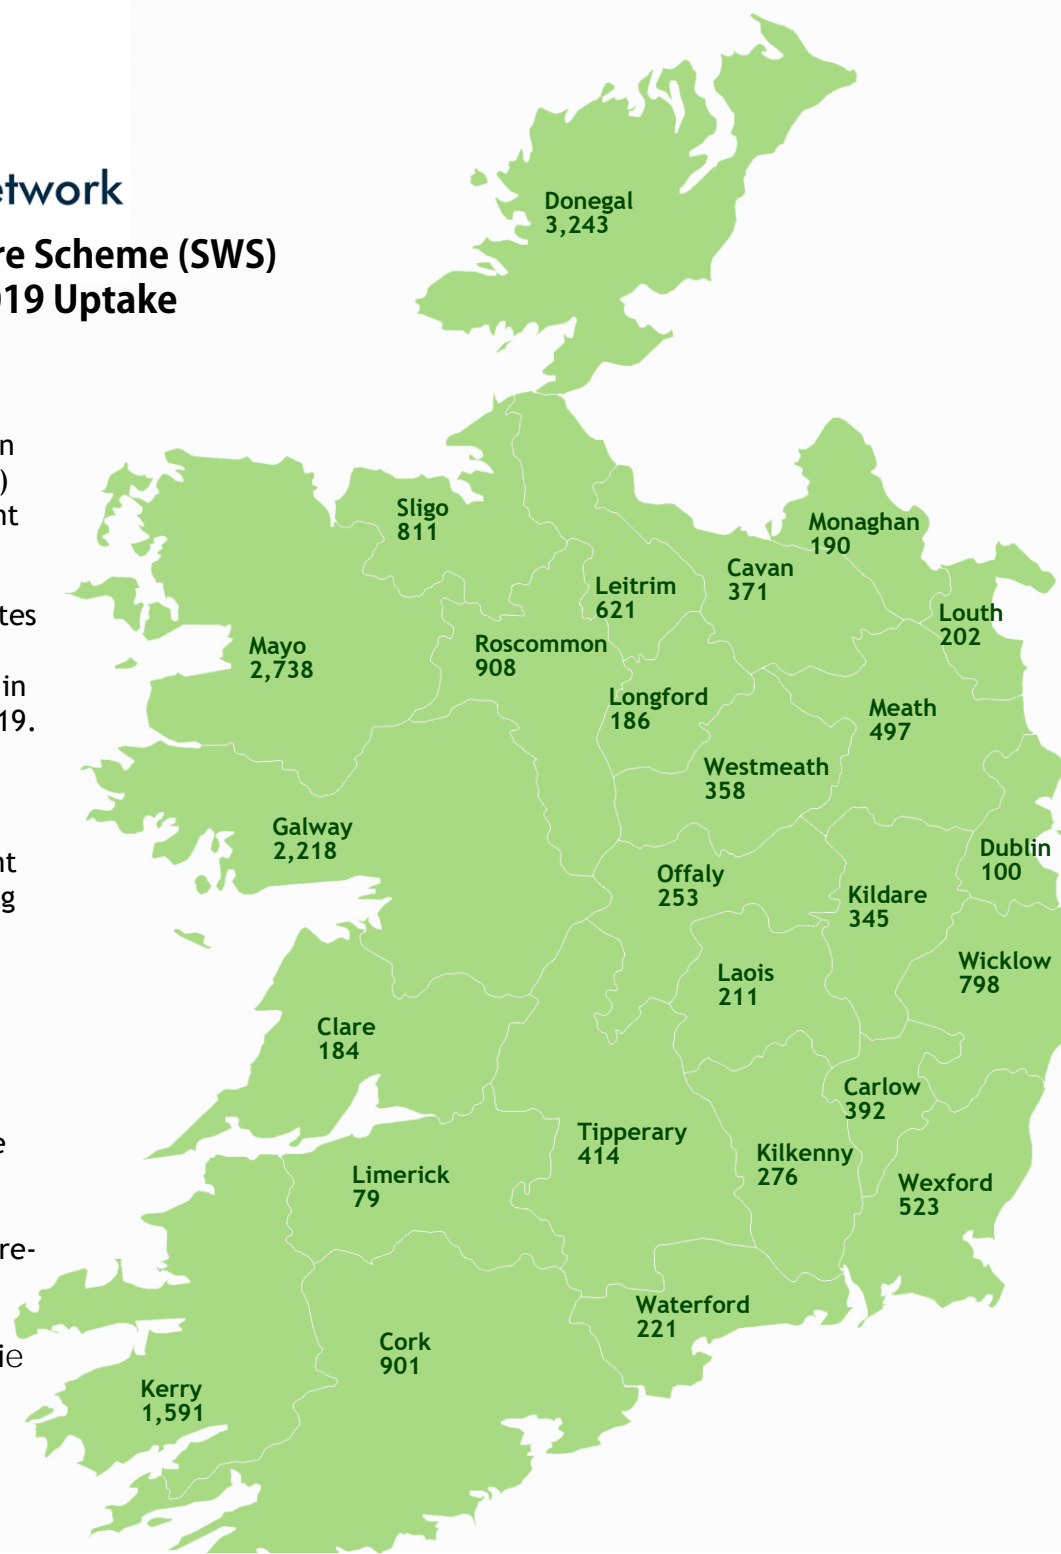 etwork
re Scheme (SWS)
019 Uptake
n
)
nt
tes
in
19.
nt
g
e
re-
ie
Donegal
3,243
Sligo
811
Monaghan
190
Cavan
371
Leitrim
621
Louth
202
Mayo
2,738
Roscommon
908
Longford
186
Meath
497
Westmeath
358
Galway
2,218
Dublin
100
Offaly
253
Kildare
345
Wicklow
798
Laois
211
Clare
184
Carlow
392
Tipperary
414
Kilkenny
276
Limerick
79
Wexford
523
Waterford
221
Cork
901
Kerry
1,591